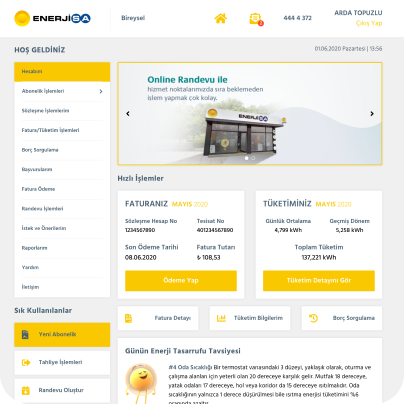 ENERJİSA
Bireysel
2
444 4 372
ARDA TOPUZLU
Çıkış Yap
HOŞ GELDİNİZ
01.06.2020 Pazartesi | 13:56
Hesabım
Abonelik İşlemleri
Sözleşme İşlemlerim
Fatura/Tüketim İşlemleri
Borç Sorgulama
Başvurularım
Fatura Ödeme
Randevu İşlemleri
İstek ve Önerilerim
Raporlarım
Yardım
İletişim
Online Randevu ile
hizmet noktalarımızda sıra beklemeden
işlem yapmak çok kolay.
ENERJİSA
Hızlı İşlemler
FATURANIZ MAYIS 2020
Sözleşme Hesap No Tesisat No
1234567890 401234567890
Son Ödeme Tarihi Fatura Tutarı
08.06.2020 ₺ 108,53
Ödeme Yap
TÜKETİMİNİZ MAYIS 2020
Günlük Ortalama Geçmiş Dönem
4,799 kWh 5,258 kWh
Toplam Tüketim
137,221 kWh
Tüketim Detayını Gör
Fatura Detayı
Tüketim Bilgilerim
Borç Sorgulama
Sık Kullanılanlar
Yeni Abonelik
Tahliye İşlemleri
Randevu Oluştur
Günün Enerji Tasarrufu Tavsiyesi
#4 Oda Sıcaklığı Bir termostat varsasındaki 3 düzeyi, yaklaşık olarak, oturma ve
çalışma alanları için yeterli olan 20 dereceye karşılık gelir. Mutfak 18 dereceye,
yatak odaları 17 dereceye, hol veya koridor da 15 dereceye ısıtılmalıdır. Oda
sıcaklığının yalnızca 1 derece düşürülmesi bile ısıtma enerjisi tüketimini %6
oranında azaltır.